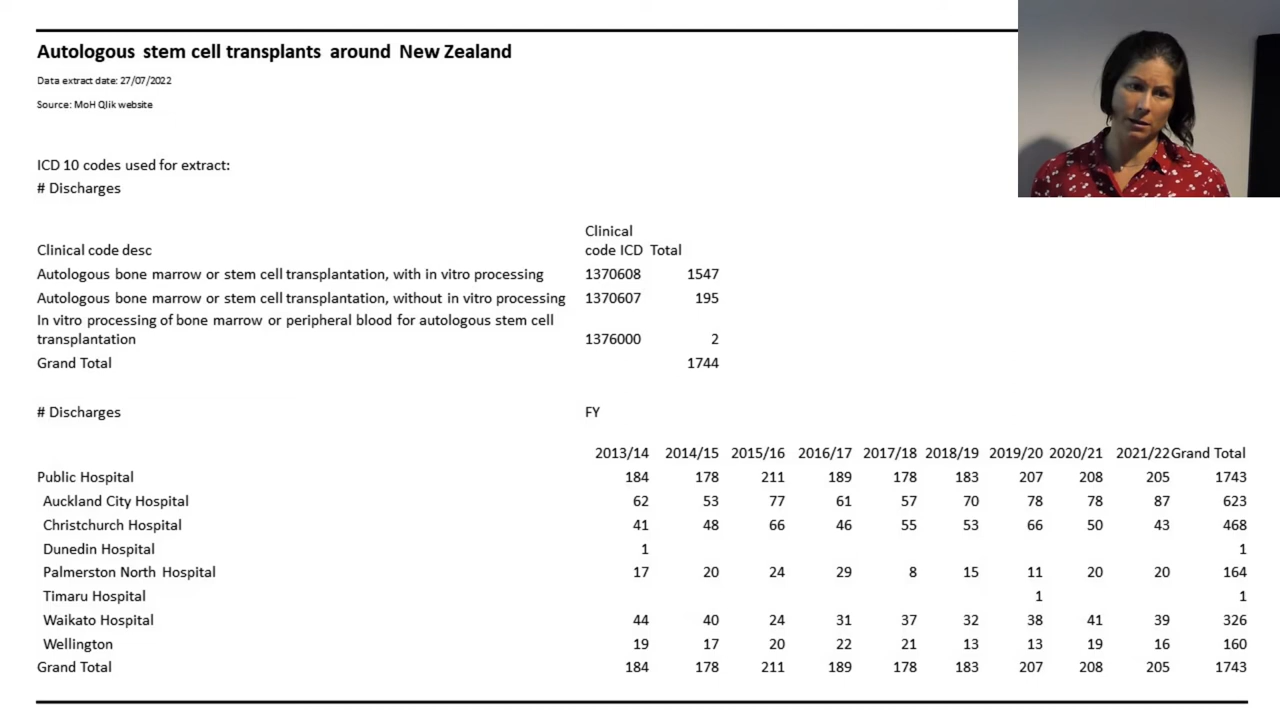 Autologous stem cell transplants around New Zealand
Data extract date: 27/07/2022
Source: MoH Qlik website
ICD 10 codes used for extract:
# Discharges
Clinical
Clinical code desc code ICD Total
Autologous bone marrow or stem cell transplantation, with in vitro processing 1370608 1547
Autologous bone marrow or stem cell transplantation, without in vitro processing 1370607 195
In vitro processing of bone marrow or peripheral blood for autologous stem cell
transplantation 1376000 2
Grand Total 1744
# Discharges FY
2013/14 2014/15 2015/16 2016/17 2017/18 2018/19 2019/20 2020/21 2021/22 Grand Total
Public Hospital 184 178 211 189 178 183 207 208 205 1743
Auckland City Hospital 62 53 77 61 57 70 78 78 87 623
Christchurch Hospital 41 48 66 46 55 53 66 50 43 468
Dunedin Hospital 1 1
Palmerston North Hospital 17 20 24 29 8 15 11 20 20 164
Timaru Hospital 1 1
Waikato Hospital 44 40 24 31 37 32 38 41 39 326
Wellington 19 17 20 22 21 13 13 19 16 160
Grand Total 184 178 211 189 178 183 207 208 205 1743